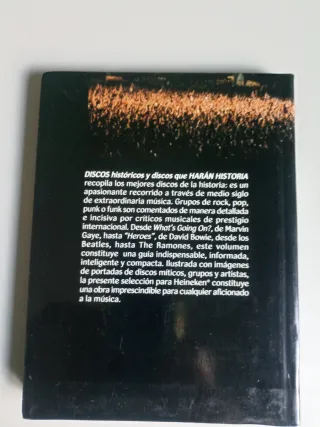 DISCOS históricos y discos que HARÁN HISTORIA
recopila los mejores discos de la historia: es un
apasionante recorrido a través de medio siglo
de extraordinaria música. Grupos de rock, pop,
punk o funk son comentados de manera detallada
e incisiva por críticos musicales de prestigio
internacional. Desde What's Going On?, de Marvin
Gaye, hasta "Heroes", de David Bowie, desde los
Beatles, hasta The Ramones, este volumen
constituye una guía indispensable, informada,
inteligente y compacta. Ilustrada con imágenes
de portadas de discos míticos, grupos y artistas,
la presente selección para Heineken® constituye
una obra imprescindible para cualquier aficionado
a la música.